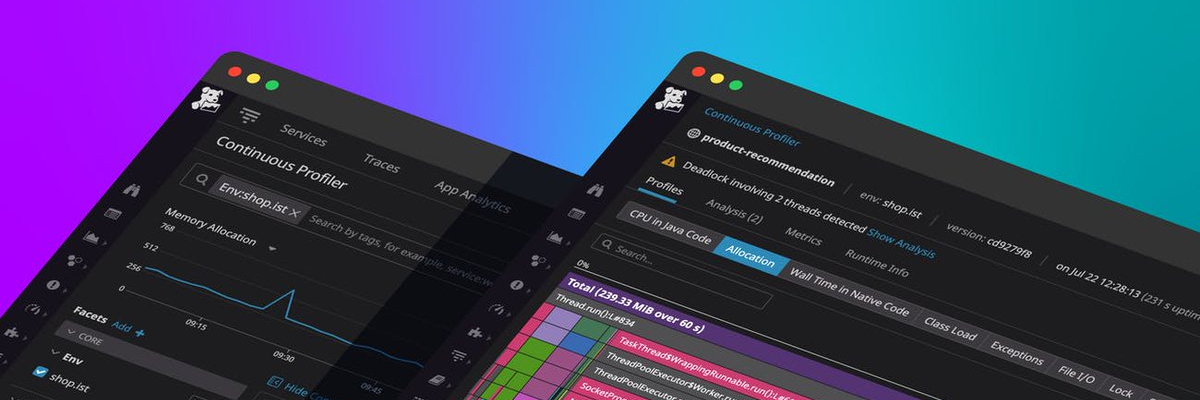 Services
Traces
App Analytics
Continuous Profiler
Env:shop.ist ×
Search by tags, for example, service:we
Memory Allocation
768
512
256
0
09:15
09:30
09:45
Facets
Add +
CORE
Env
shop.ist
Hide
Continuous Profiler
product-recommendation
env: shop.ist
version: cd9279f8
on Jul 22 12:28:13 (231 s
Deadlock involving 2 threads detected Show Analysis
Profiles
Analysis (2)
Metrics
Runtime Info
CPU in Java Code
Allocation
Wall Time in Native Code
Class Load
Exceptions
File I/O
Lock
Search...
0%
Total (239.33 MiB over 60 s)
Thread.run():L#834
TaskThread$WrappingRunnable.run():L#6
ThreadPoolExecutor$Worker.ru
ThreadPoolExecutor.
SocketPro